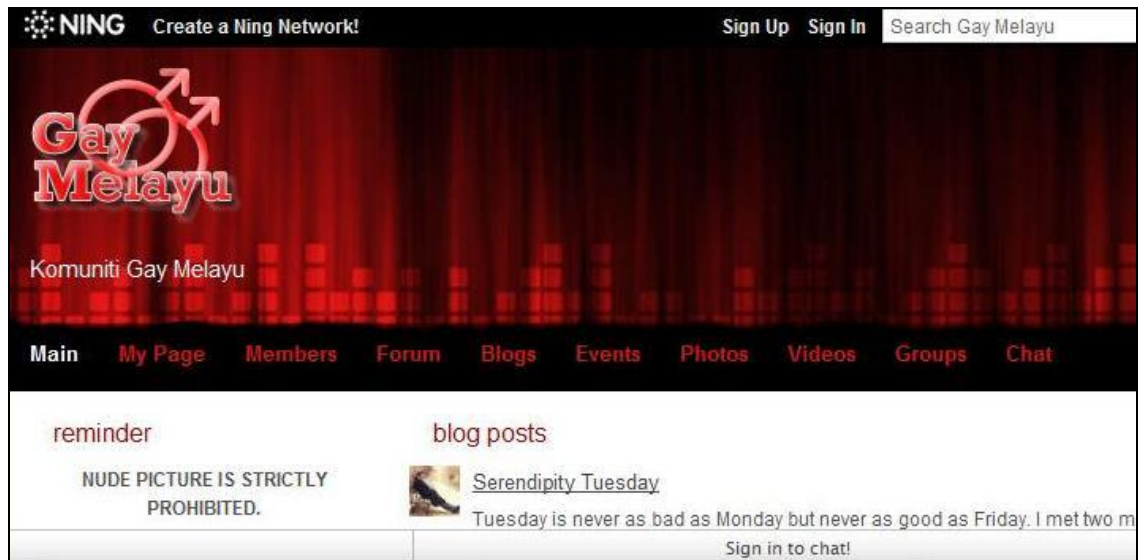 NING Create a Ning Network! Sign Up Sign In Search Gay Melayu
Gay
Melayu
Komuniti Gay Melayu
Main My Page Members Forum Blogs Events Photos Videos Groups Chat
reminder
NUDE PICTURE IS STRICTLY
PROHIBITED.
blog posts
Serendipity Tuesday
Tuesday is never as bad as Monday but never as good as Friday. I met two m
Sign in to chat!